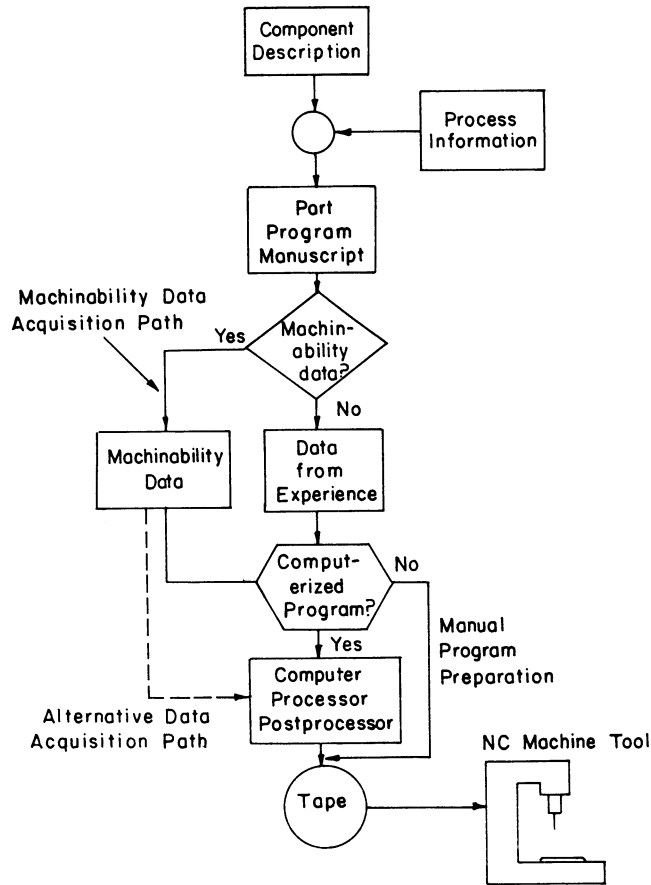 Component
Description
Process
Information
Part
Program
Manuscript
Machinability Data
Acquisition Path
Yes
Machin-
ability
data?
No
Machinability
Data
Data
from
Experience
Comput-
erized
Program?
No
Yes
Manual
Program
Preparation
Computer
Processor
Postprocessor
Alternative Data
Acquisition Path
NC Machine Tool
Tape